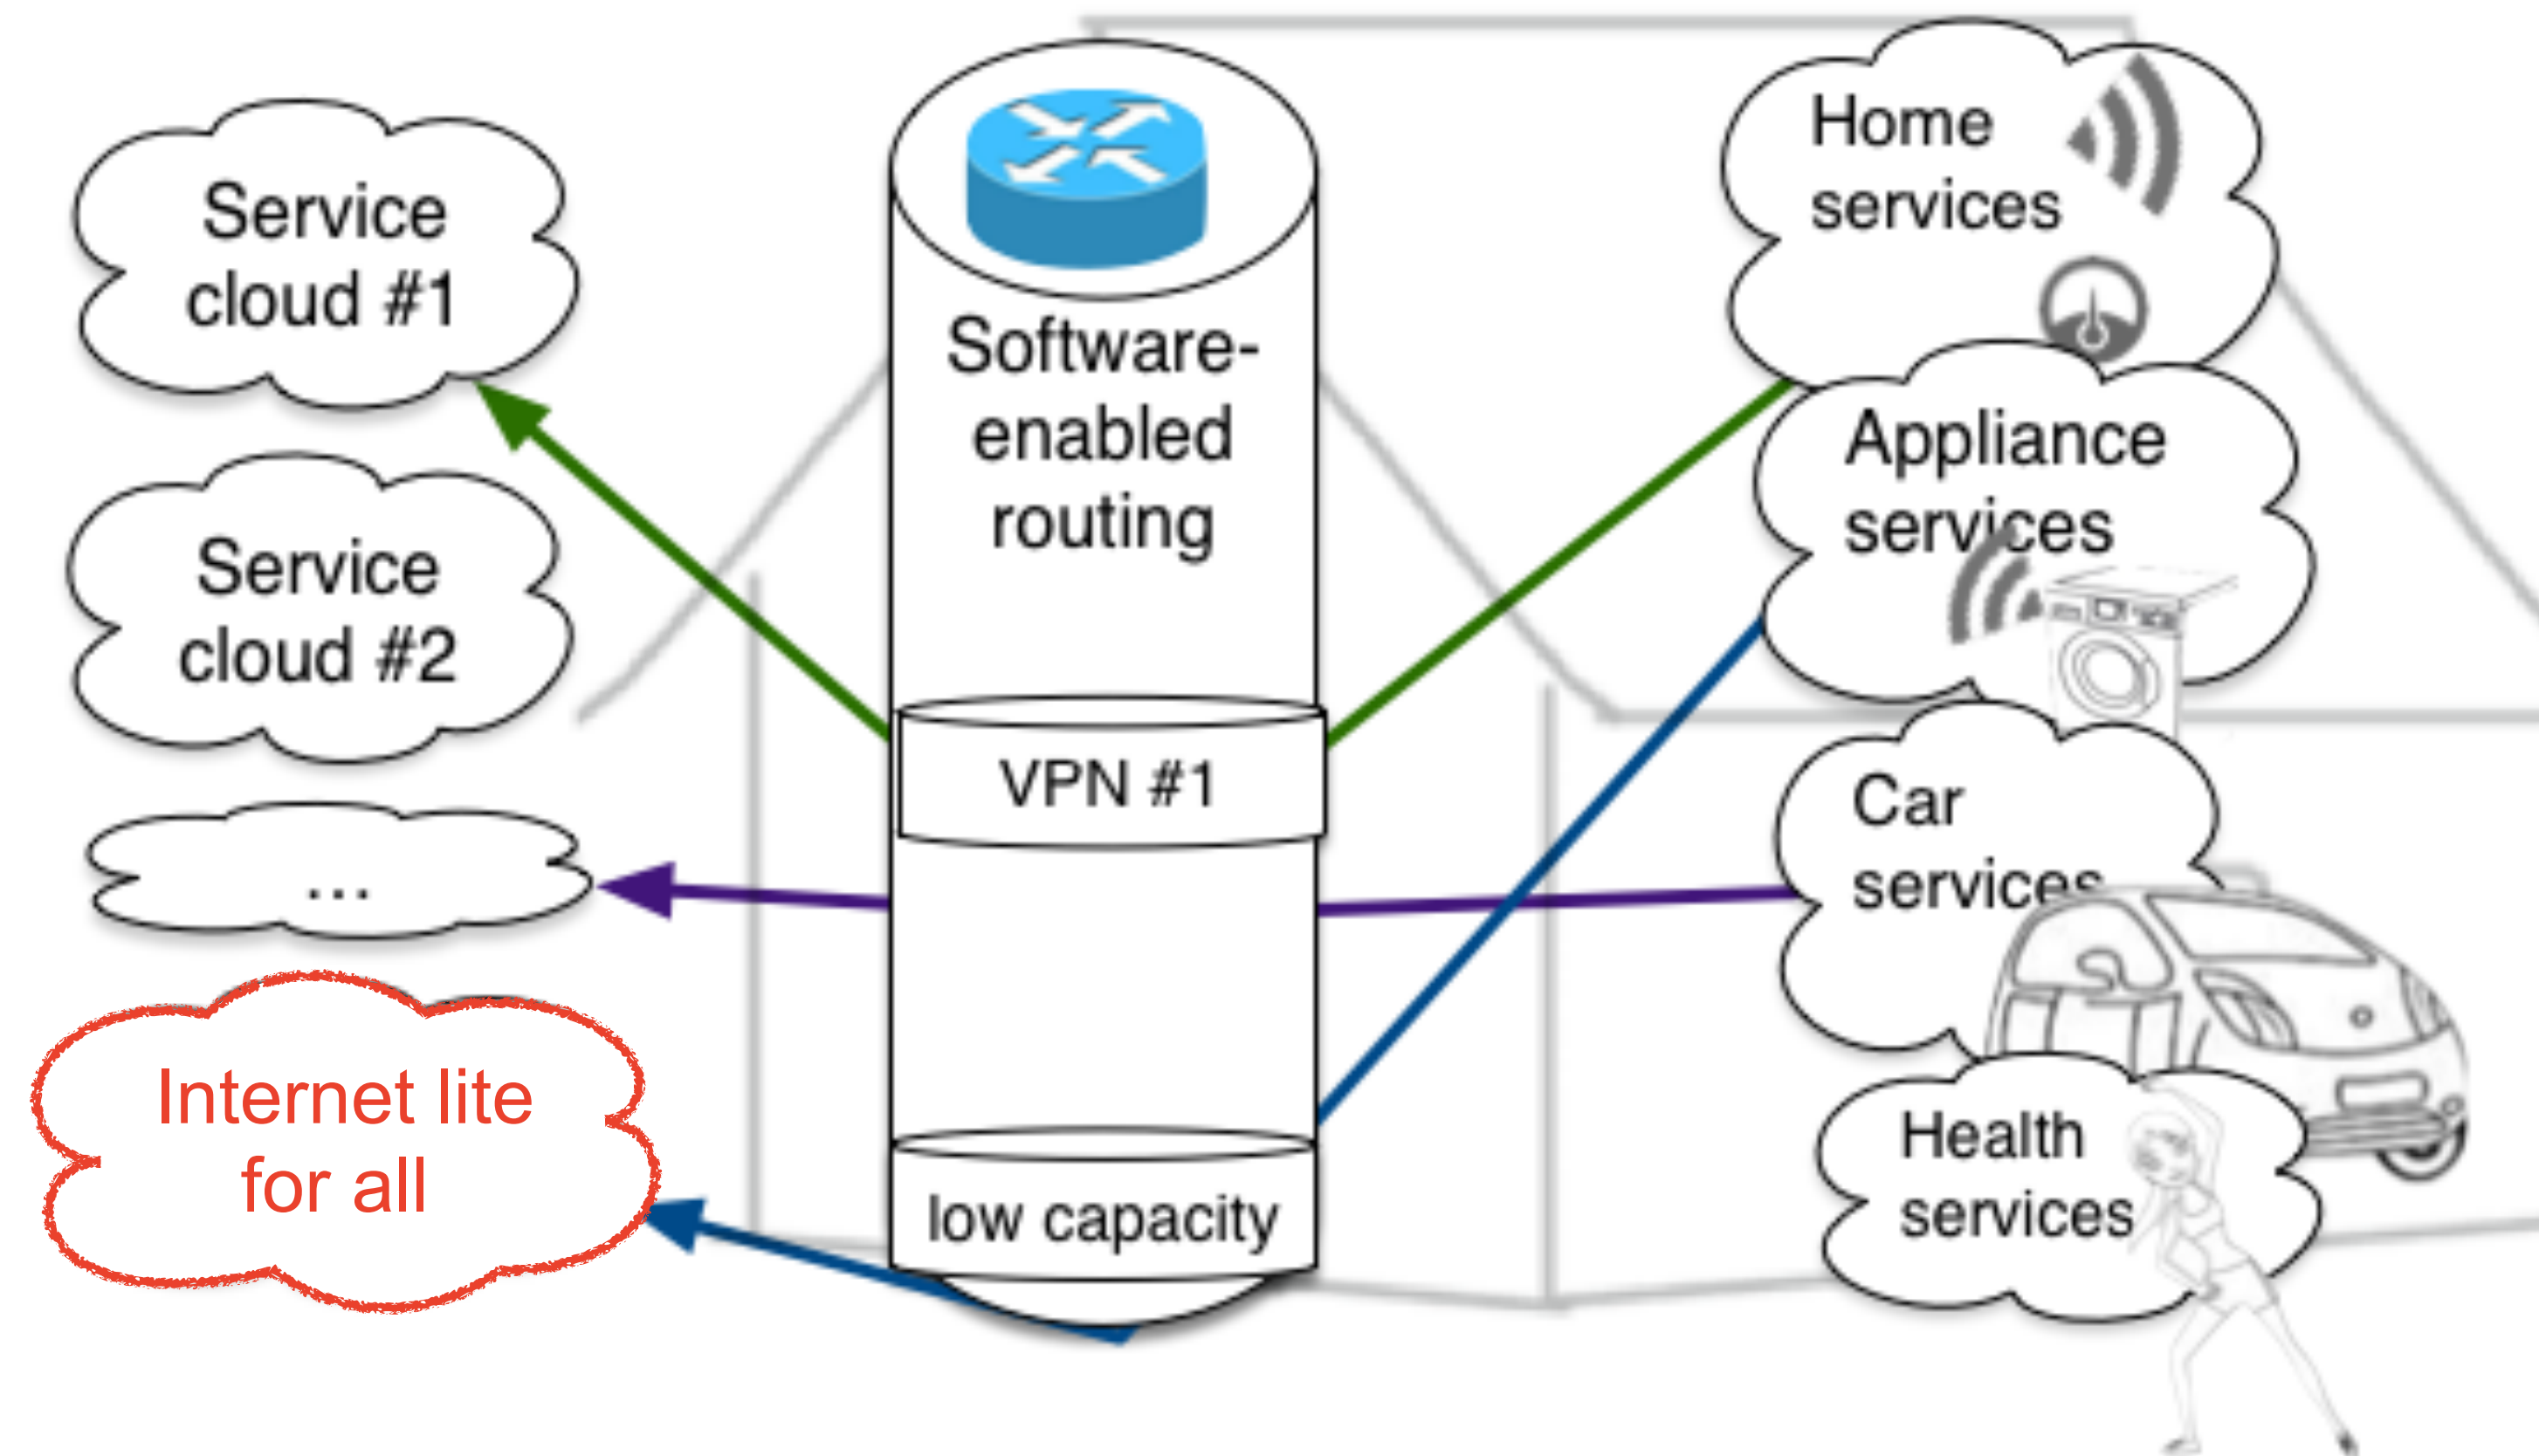 Service
cloud #1
Service
cloud #2
...
Internet lite
for all
Software-
enabled
routing
VPN #1
low capacity
Home
services
Appliance
services
Car
services
Health
services